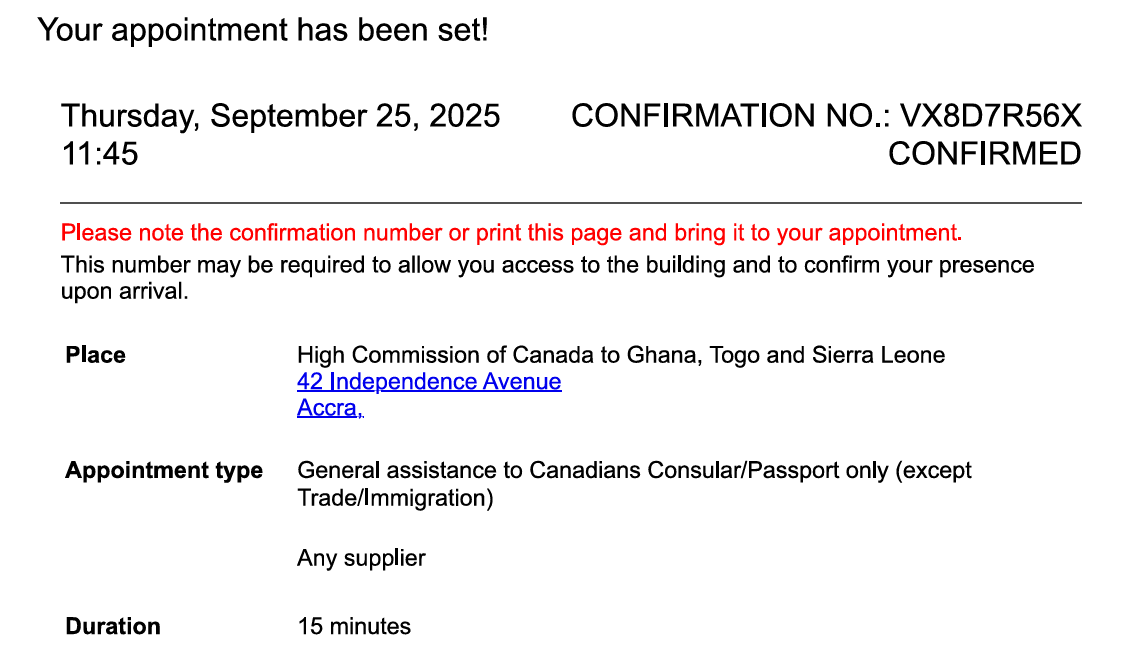 Your appointment has been set!
Thursday, September 25, 2025
11:45
CONFIRMATION NO.: VX8D7R56X
CONFIRMED
Please note the confirmation number or print this page and bring it to your appointment.
This number may be required to allow you access to the building and to confirm your presence
upon arrival.
Place
High Commission of Canada to Ghana, Togo and Sierra Leone
42 Independence Avenue
Accra,
Appointment type
General assistance to Canadians Consular/Passport only (except
Trade/Immigration)
Any supplier
Duration
15 minutes